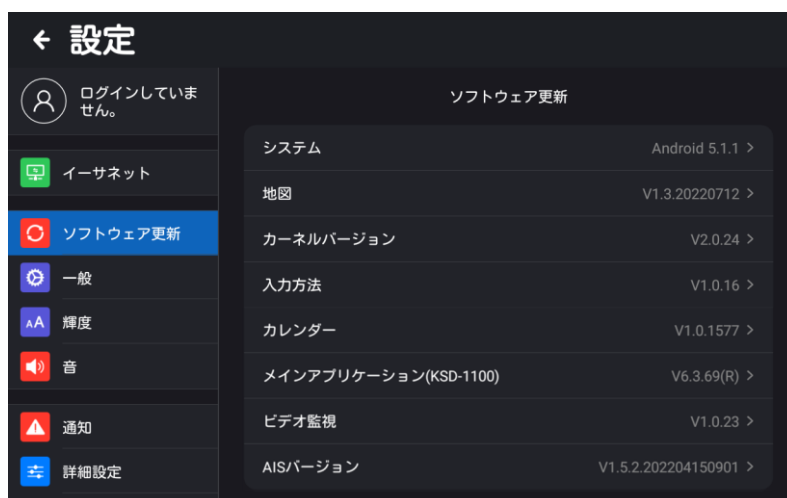 設定
ログインしていま
せん。
イーサネット
ソフトウェア更新
一般
AA 輝度
音
通知
詳細設定
ソフトウェア更新
システム Android 5.1.1 >
地図 V1.3.20220712 >
カーネルバージョン V2.0.24 >
入力方法 V1.0.16 >
カレンダー V1.0.1577 >
メインアプリケーション(KSD-1100) V6.3.69(R) >
ビデオ監視 V1.0.23 >
AISバージョン V1.5.2.202204150901 >